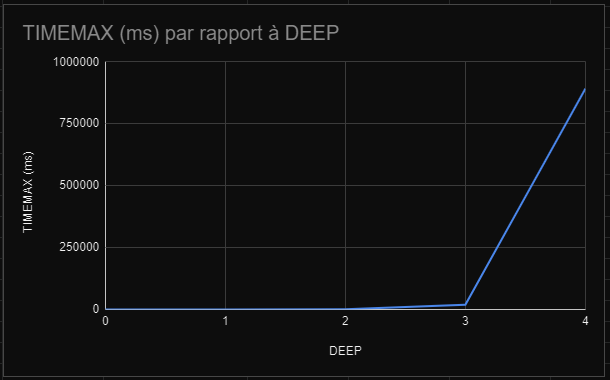 TIMEMAX (ms) par rapport à DEEP
1000000
750000
500000
250000
0
TIMEMAX (ms)
0 1 2 3 4
DEEP